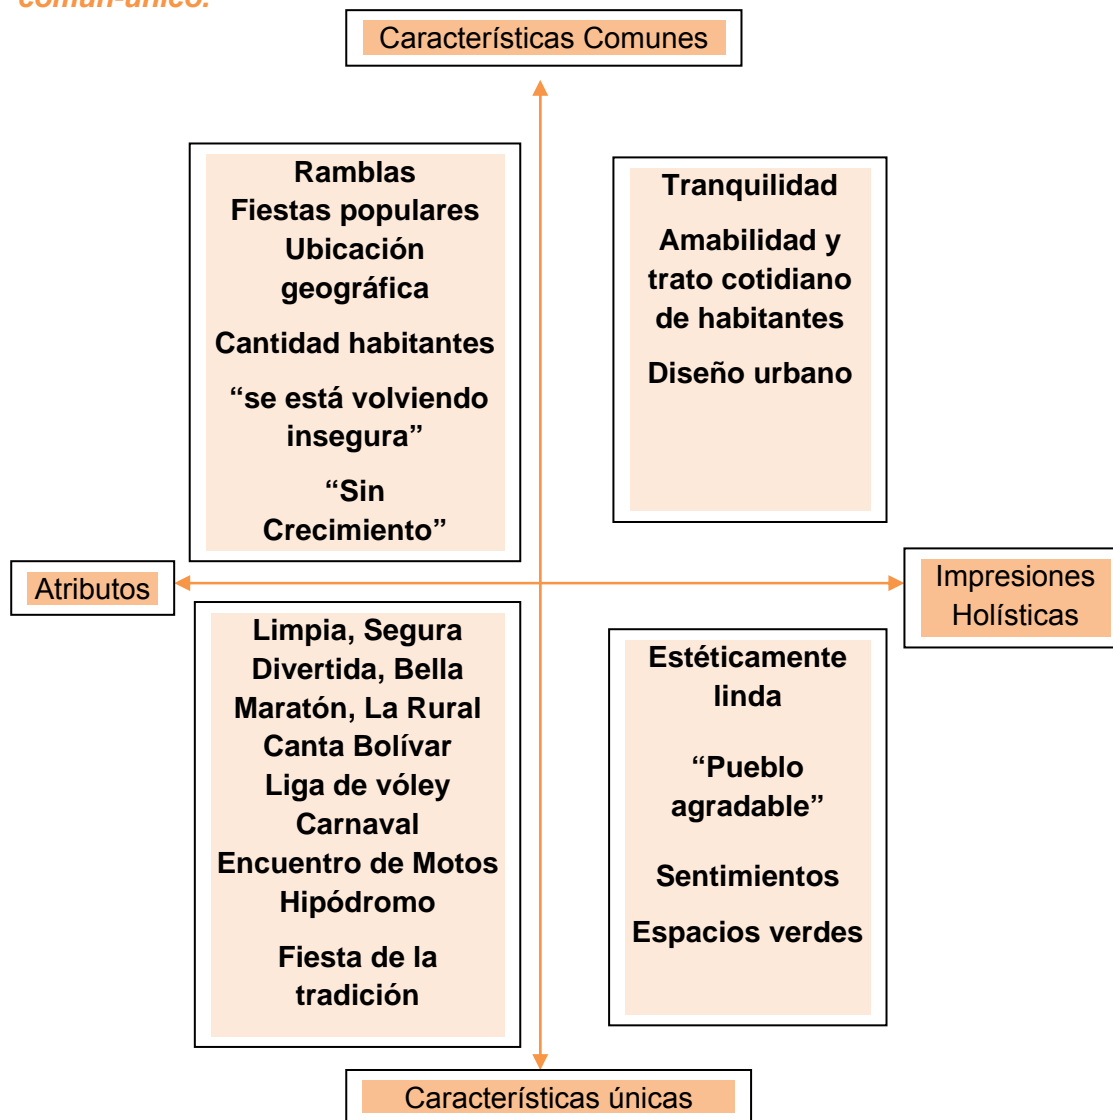 común-único.
Características Comunes
Ramblas
Fiestas populares
Ubicación
geográfica
Cantidad habitantes
“se está volviendo
insegura”
“Sin
Crecimiento”
Tranquilidad
Amabilidad y
trato cotidiano
de habitantes
Diseño urbano
Atributos
Impresiones
Holísticas
Limpia, Segura
Divertida, Bella
Maratón, La Rural
Canta Bolívar
Liga de vóley
Carnaval
Encuentro de Motos
Hipódromo
Fiesta de la
tradición
Estéticamente
linda
“Pueblo
agradable”
Sentimientos
Espacios verdes
Características únicas